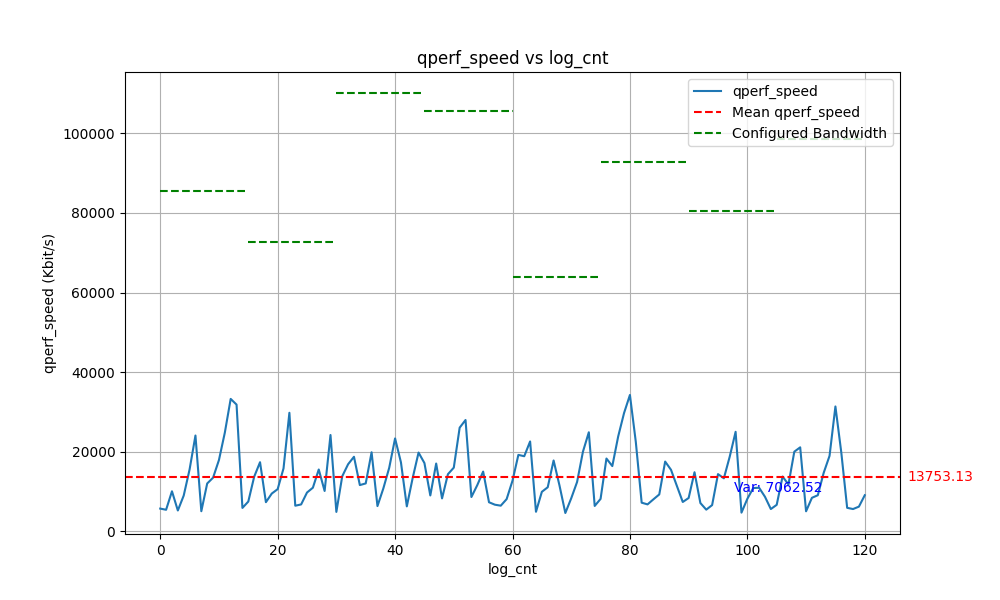 qperf_speed vs log_cnt
qperf_speed
Mean qperf_speed
Configured Bandwidth
qperf_speed (Kbit/s)
100000
80000
60000
40000
20000
0
13753.13
Var: 7062.52
0 20 40 60 80 100 120
log_cnt